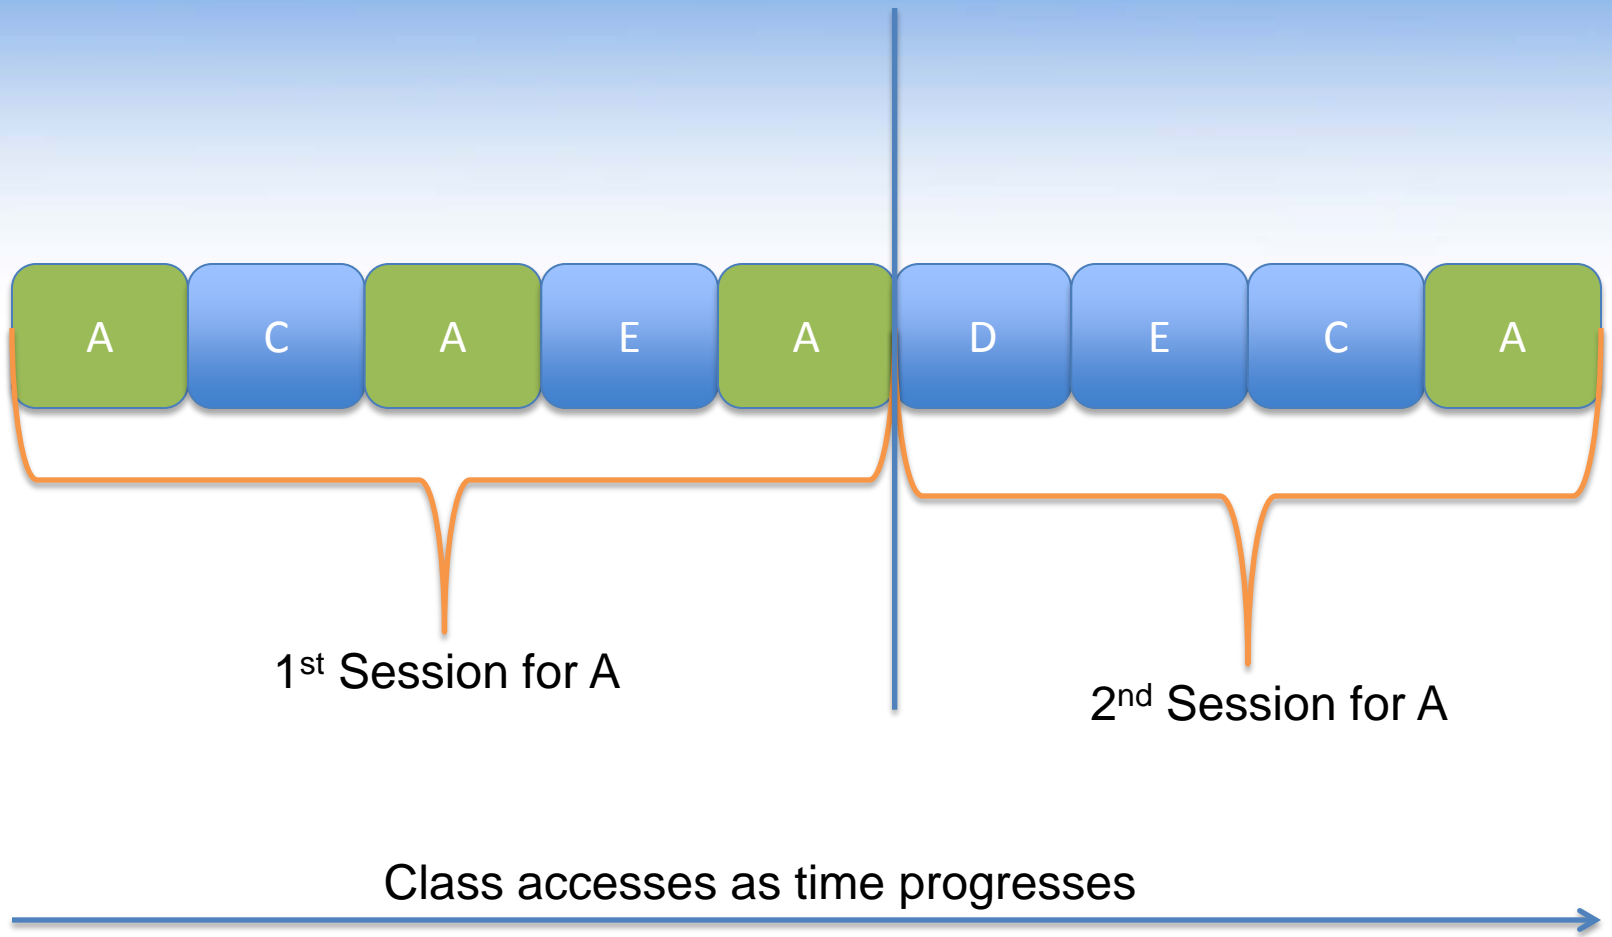 A C A E A D E C A
1st Session for A
2nd Session for A
Class accesses as time progresses